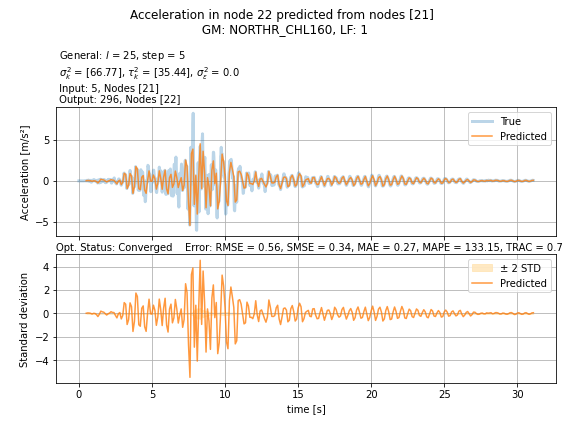 Acceleration in node 22 predicted from nodes [21]
GM: NORTHR_CHL160, LF: 1
General: l = 25, step = 5
σ²ₖ = [66.77], τ²ₖ = [35.44], σ²ε = 0.0
Input: 5, Nodes [21]
Output: 296, Nodes [22]
Acceleration [m/s²]
5
0
−5
True
Predicted
Opt. Status: Converged Error: RMSE = 0.56, SMSE = 0.34, MAE = 0.27, MAPE = 133.15, TRAC = 0.7
Standard deviation
4
2
0
−2
−4
± 2 STD
Predicted
0 5 10 15 20 25 30
time [s]